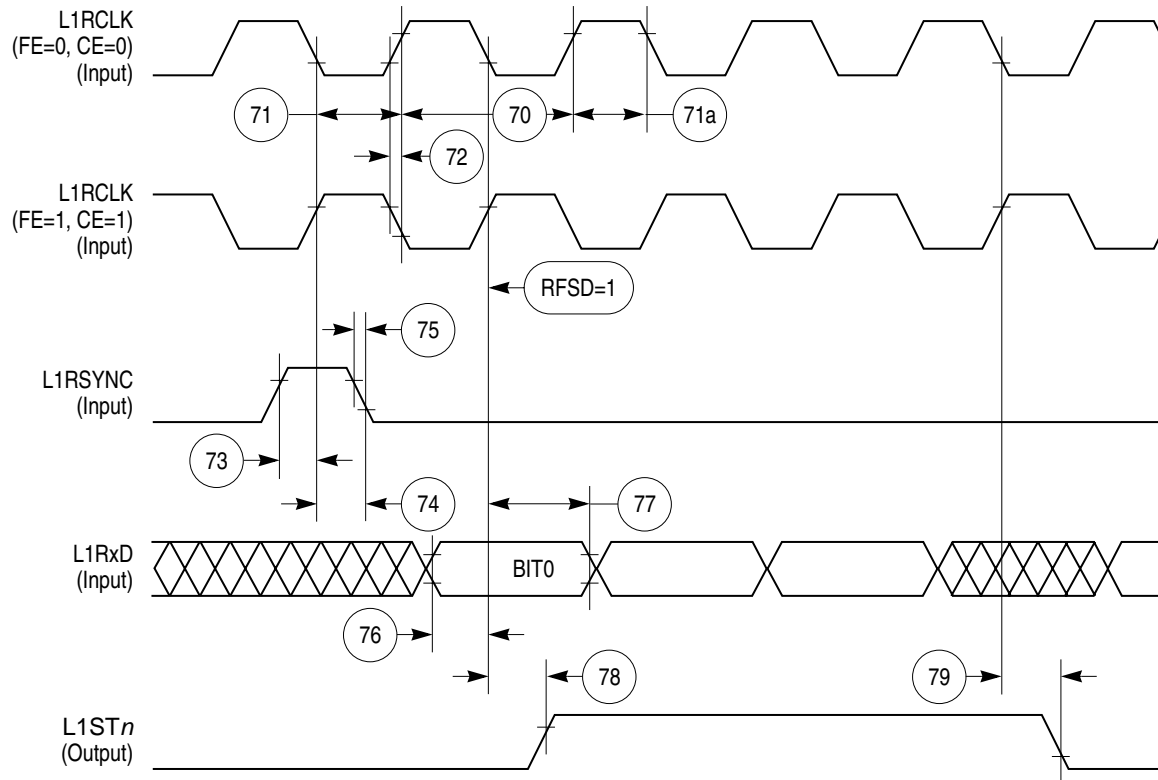 L1RCLK
(FE=0, CE=0)
(Input)
71
70
71a
72
L1RCLK
(FE=1, CE=1)
(Input)
RFSD=1
75
L1RSYNC
(Input)
73
74
77
L1RxD
(Input)
BIT0
76
78
79
L1STn
(Output)